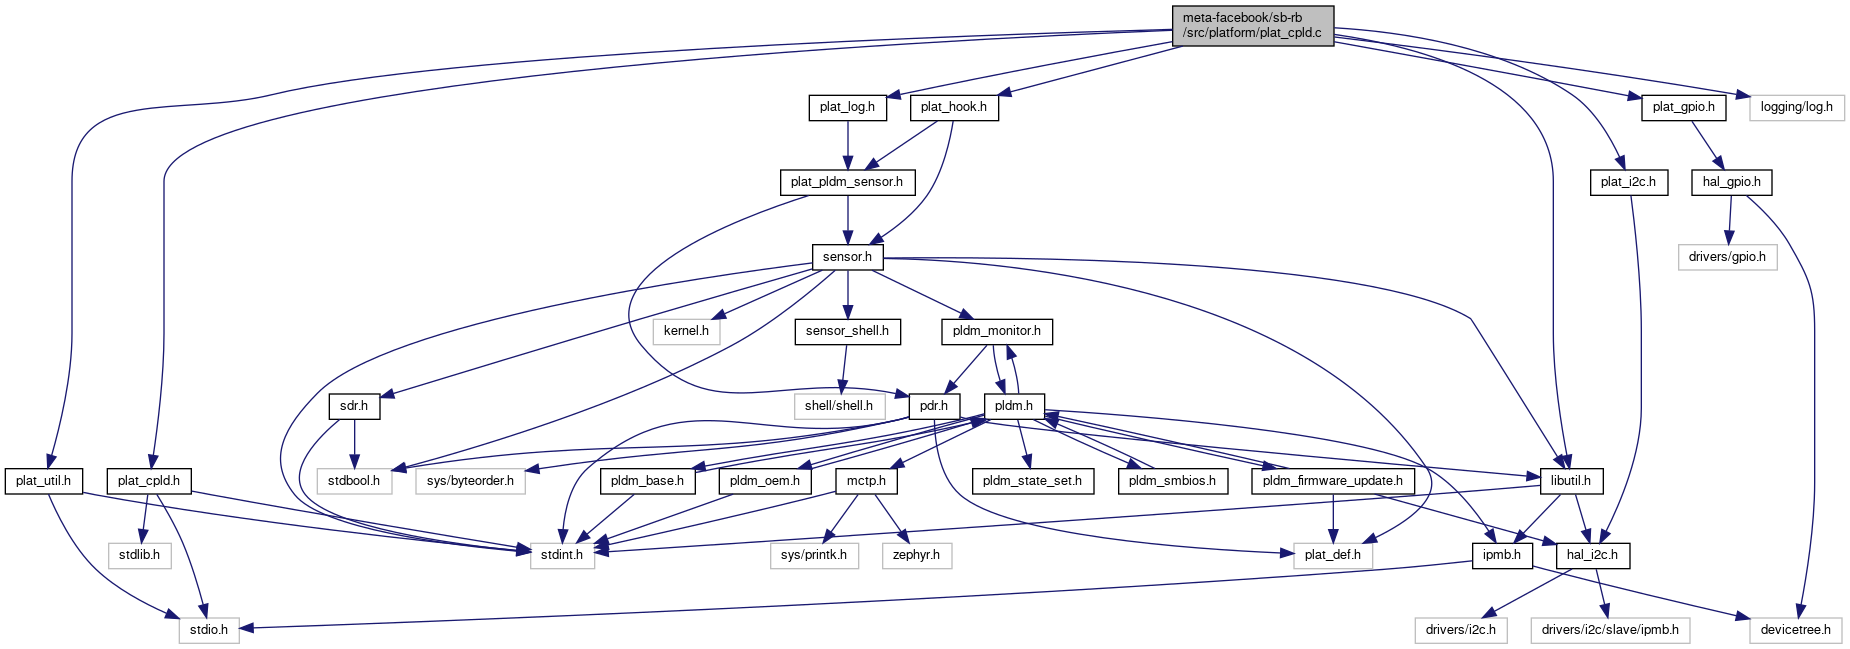 meta-facebook/sb-rb
/src/platform/plat_cpld.c
plat_log.h
plat_hook.h
plat_gpio.h
logging/log.h
plat_pldm_sensor.h
plat_i2c.h
hal_gpio.h
sensor.h
drivers/gpio.h
kernel.h
sensor_shell.h
pldm_monitor.h
sdr.h
shell/shell.h
pdr.h
pldm.h
plat_util.h
plat_cpld.h
stdbool.h
sys/byteorder.h
pldm_base.h
pldm_oem.h
mctp.h
pldm_state_set.h
pldm_smbios.h
pldm_firmware_update.h
libutil.h
stdlib.h
stdint.h
sys/printk.h
zephyr.h
plat_def.h
ipmb.h
hal_i2c.h
stdio.h
drivers/i2c.h
drivers/i2c/slave/ipmb.h
devicetree.h